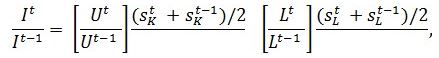 I^t / I^{t-1} = [U^t / U^{t-1}] (s_K^t + s_K^{t-1})/2 [L^t / L^{t-1}] (s_L^t + s_L^{t-1})/2,